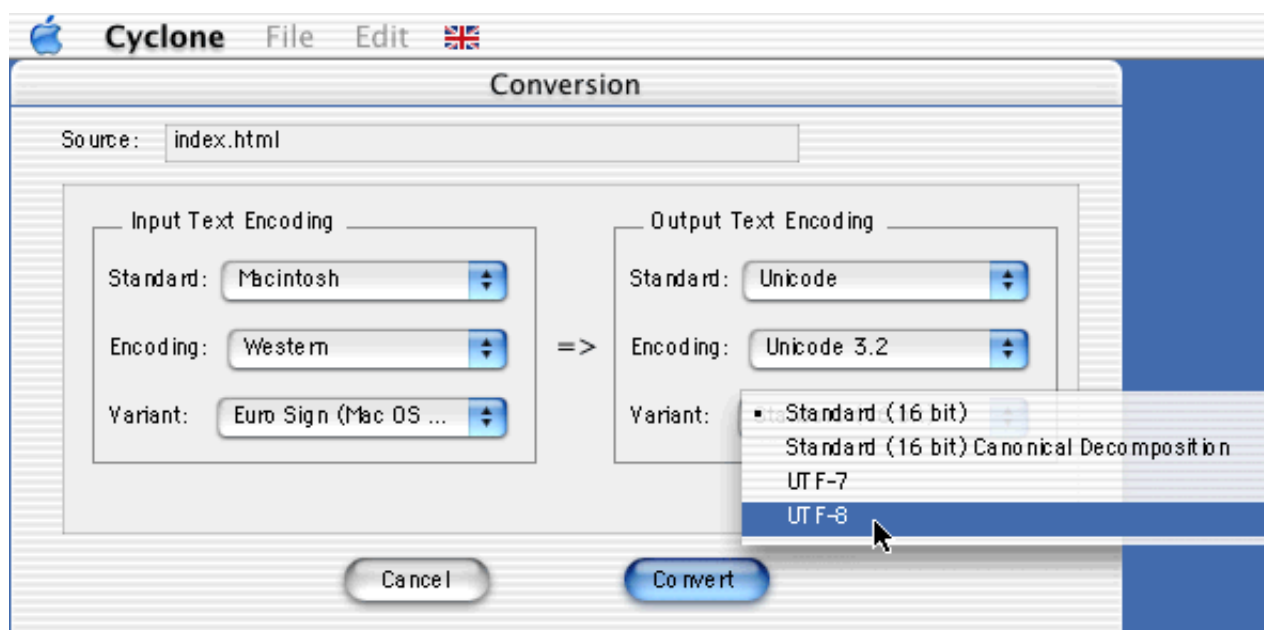 Cyclone File Edit
Conversion
Source: index.html
Input Text Encoding
Standard: Macintosh
Encoding: Western
Variant: Euro Sign (Mac OS ...
=>
Output Text Encoding
Standard: Unicode
Encoding: Unicode 3.2
Variant:
• Standard (16 bit)
Standard (16 bit) Canonical Decomposition
UTF-7
UTF-8
Cancel
Convert